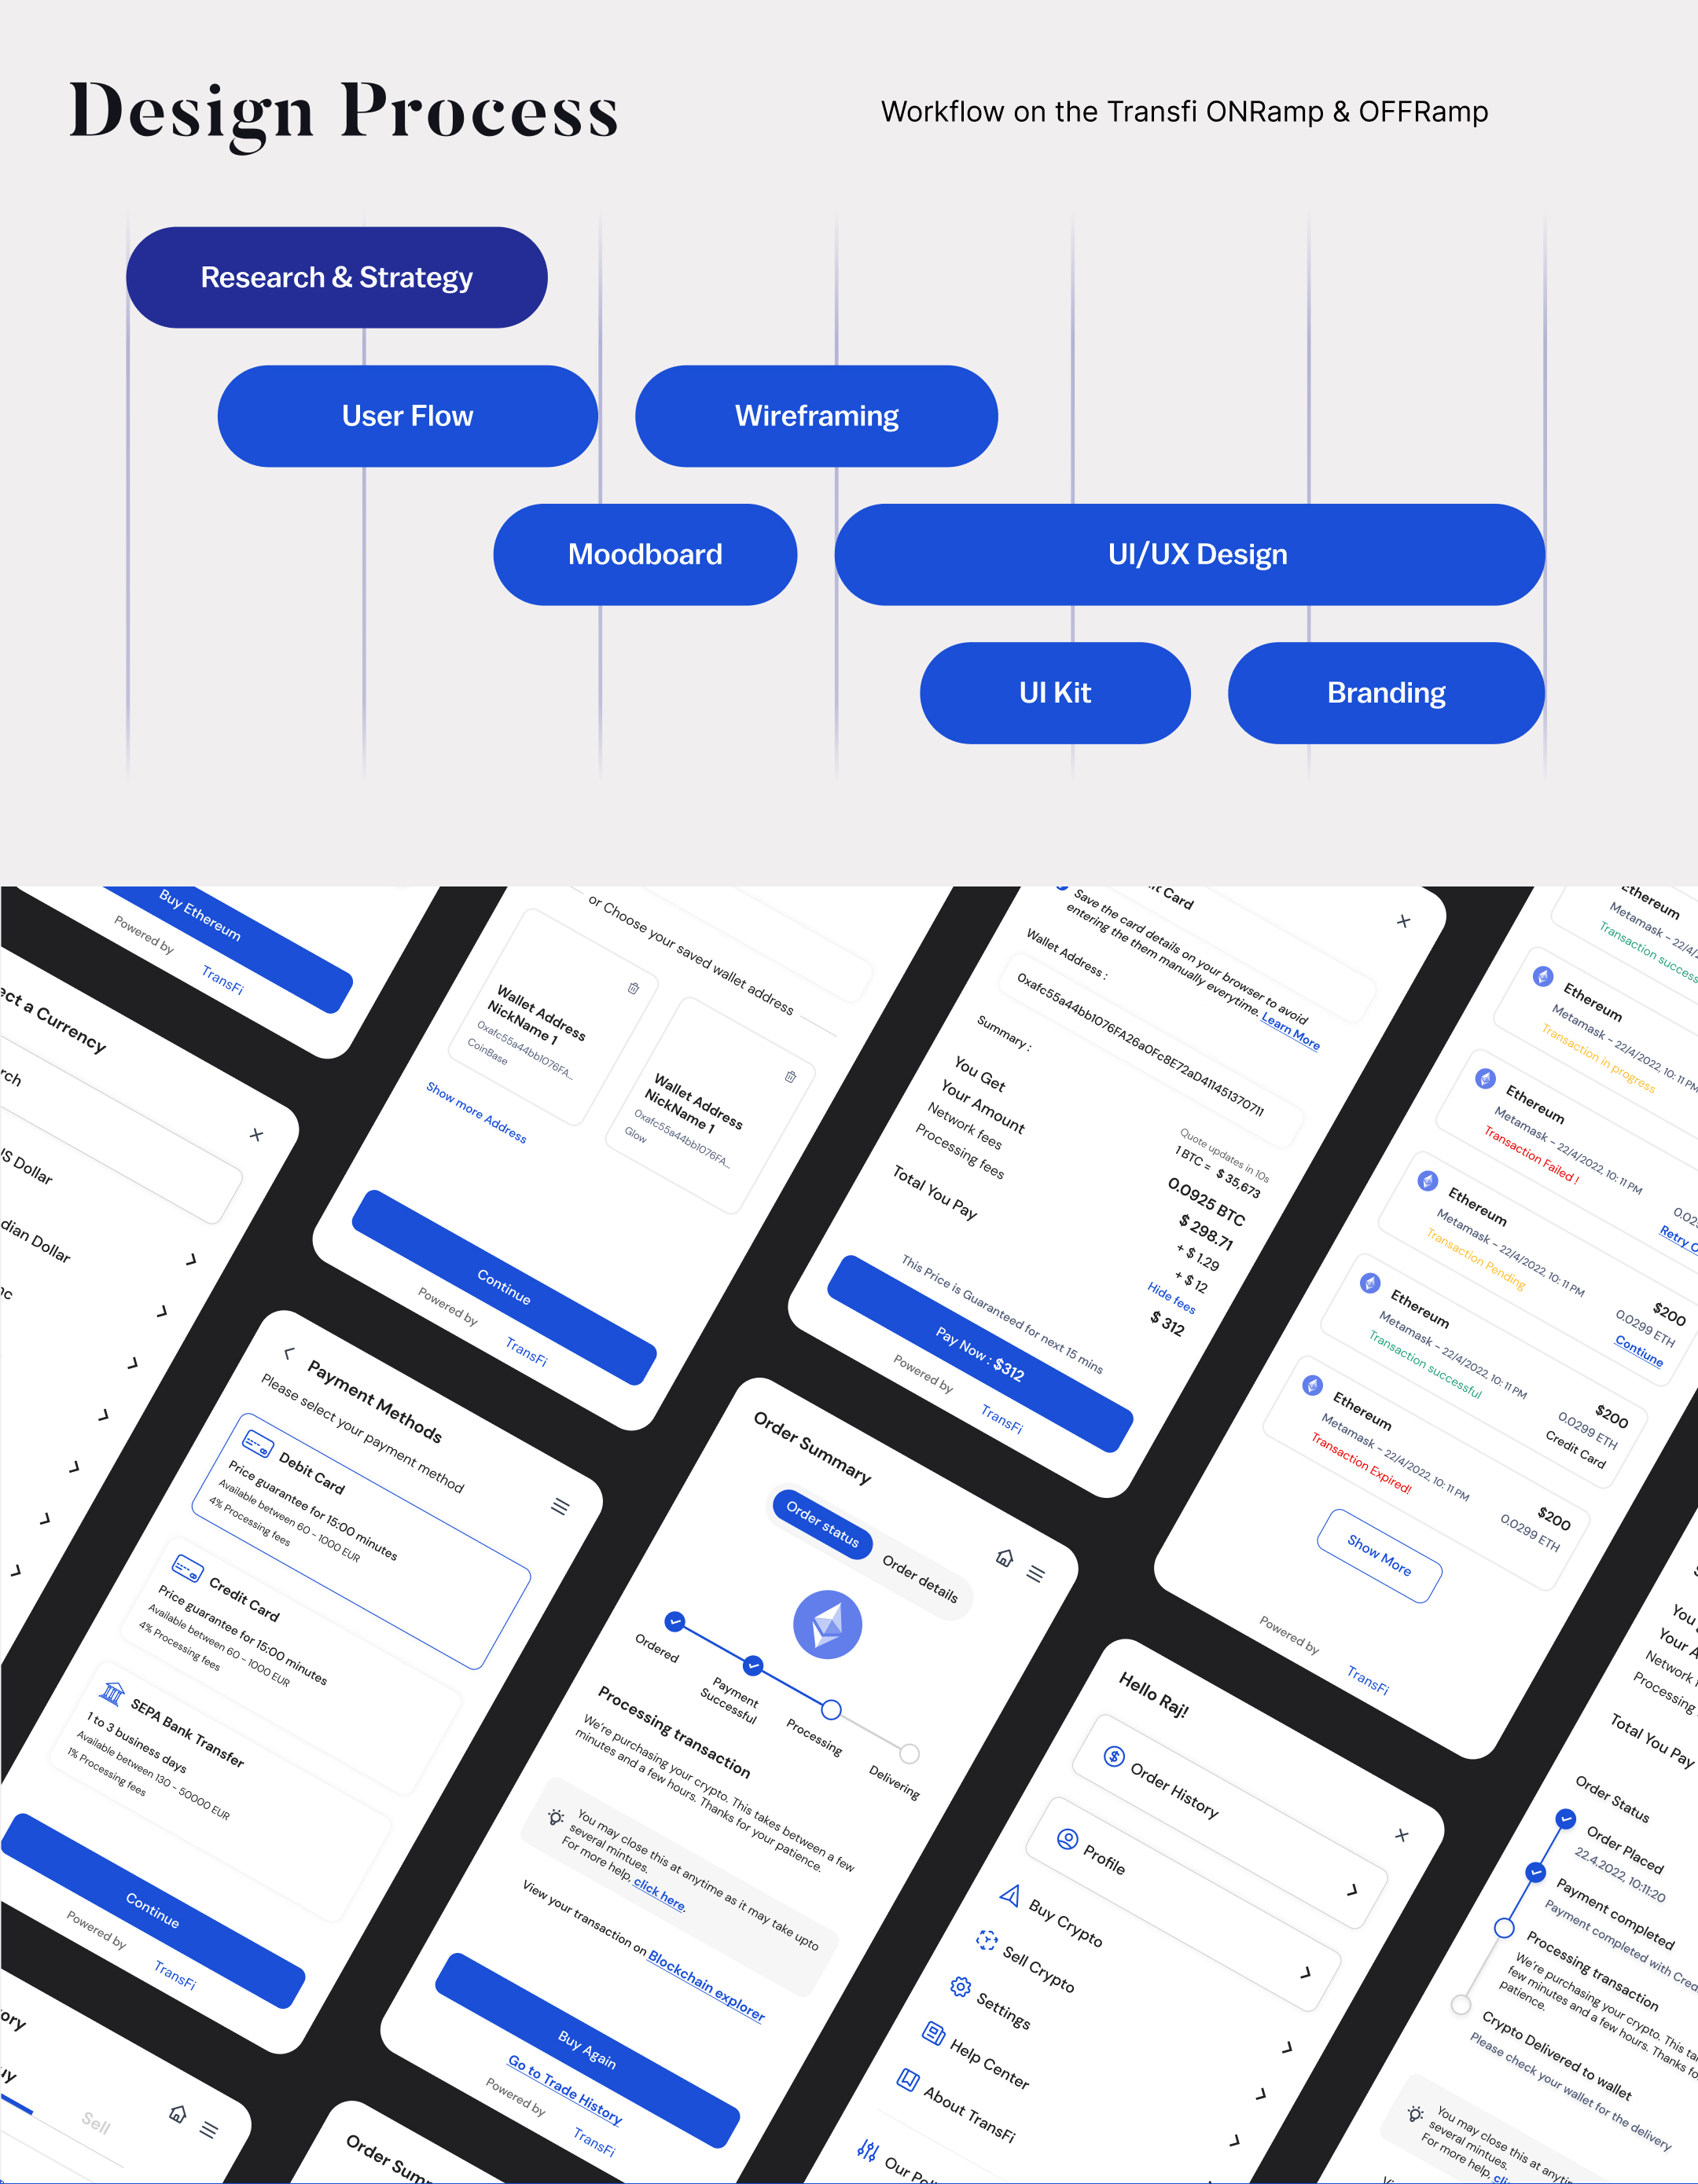 Design Process
Workflow on the Transfi ONRamp & OFFRamp
Research & Strategy
User Flow
Wireframing
Moodboard
UI/UX Design
UI Kit
Branding
Buy Ethereum
Powered by
TransFi
a Currency
US Dollar
Dollar
or Choose your saved wallet address
Wallet Address
NickName 1
0xafc55a44bb1076FA...
CoinBase
Wallet Address
NickName 1
0xafc55a44bb1076FA...
Glow
Show more Address
Continue
Powered by
TransFi
Card
Save the card details on your browser to avoid
entering the them manually everytime. Learn More
Wallet Address :
0xafc55a44bb1076FA26a0Fc8E72aD411451370711
Summary :
Quote updates in 10s
1 BTC = $ 35,673
You Get
0.0925 BTC
Your Amount
$ 298.71
Network fees
+ $ 1.29
Processing fees
+ $ 12
Hide fees
Total You Pay
$ 312
This Price is Guaranteed for next 15 mins
Pay Now : $312
Powered by
TransFi
Ethereum
Metamask - 22/4/
Transaction
Ethereum
Metamask - 22/4/2022, 10:11 PM
Transaction in progress
Ethereum
Metamask - 22/4/2022, 10:11 PM
Transaction Failed !
Retry
Ethereum
Metamask - 22/4/2022, 10:11 PM
Transaction Pending
$200
0.0299 ETH
Contiune
Ethereum
Metamask - 22/4/2022, 10:11 PM
Transaction successful
$200
0.0299 ETH
Credit Card
Ethereum
Metamask - 22/4/2022, 10:11 PM
Transaction Expired!
$200
0.0299 ETH
Show More
Powered by
TransFi
Payment Methods
Please select your payment method
Debit Card
Price guarantee for 15:00 minutes
Available between 60 - 1000 EUR
4% Processing fees
Credit Card
Price guarantee for 15:00 minutes
Available between 60 - 1000 EUR
4% Processing fees
SEPA Bank Transfer
1 to 3 business days
Available between 130 - 50000 EUR
1% Processing fees
Continue
Powered by
TransFi
Order Summary
Order status
Order details
Ordered
Payment
Successful
Processing
Delivering
Processing transaction
We're purchasing your crypto. This takes between a few
minutes and a few hours. Thanks for your patience.
You may close this at anytime as it may take upto
several mintues.
For more help, click here.
View your transaction on Blockchain explorer
Buy Again
Go to Trade History
Powered by
TransFi
Hello Raj!
Order History
Profile
Buy Crypto
Sell Crypto
Settings
Help Center
About TransFi
Our
You
Your
Network
Processing
Total You Pay
Order Status
Order Placed
22.4.2022, 10:11:20
Payment completed
Payment completed with
Processing transaction
We're purchasing your crypto. This
few minutes and a few hours. Thanks
patience.
Crypto Delivered to wallet
Please check your wallet for the delivery
You may close this at
several mintues.
For more help,
Sell
Order